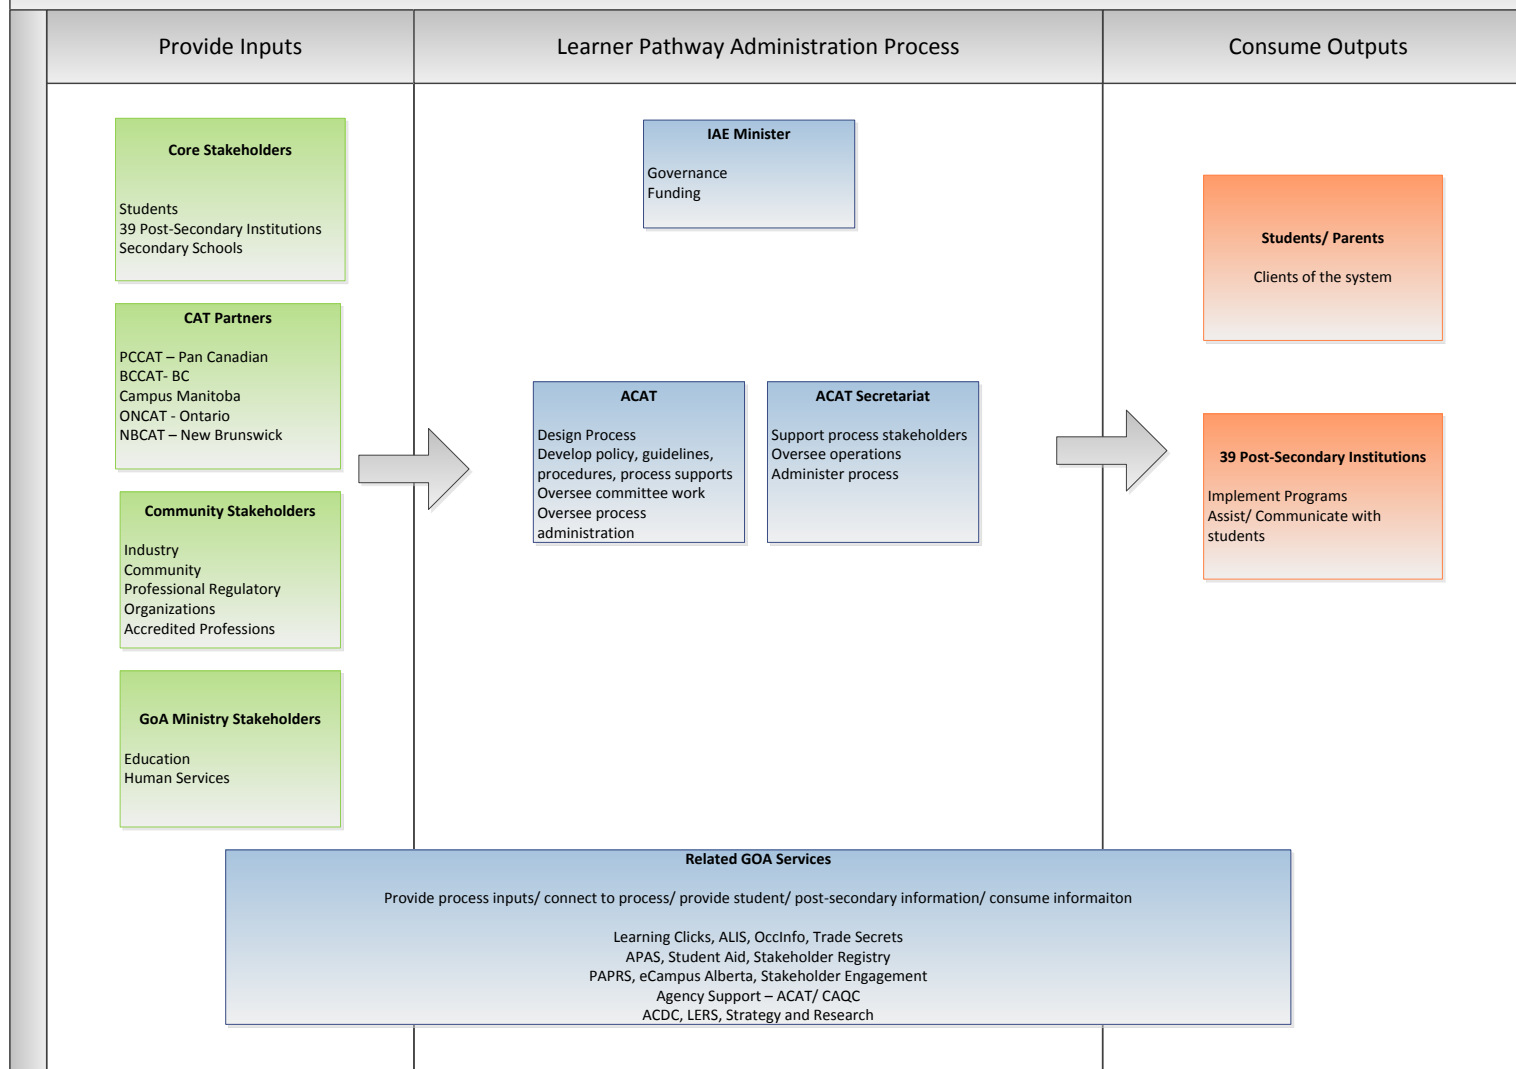 Provide Inputs
Learner Pathway Administration Process
Consume Outputs
Core Stakeholders
Students
39 Post-Secondary Institutions
Secondary Schools
CAT Partners
PCCAT – Pan Canadian
BCCAT- BC
Campus Manitoba
ONCAT - Ontario
NBCAT – New Brunswick
Community Stakeholders
Industry
Community
Professional Regulatory
Organizations
Accredited Professions
GoA Ministry Stakeholders
Education
Human Services
IAE Minister
Governance
Funding
ACAT
Design Process
Develop policy, guidelines,
procedures, process supports
Oversee committee work
Oversee process
administration
ACAT Secretariat
Support process stakeholders
Oversee operations
Administer process
Students/ Parents
Clients of the system
39 Post-Secondary Institutions
Implement Programs
Assist/ Communicate with
students
Related GOA Services
Provide process inputs/ connect to process/ provide student/ post-secondary information/ consume informaiton
Learning Clicks, ALIS, OccInfo, Trade Secrets
APAS, Student Aid, Stakeholder Registry
PAPRS, eCampus Alberta, Stakeholder Engagement
Agency Support – ACAT/ CAQC
ACDC, LERS, Strategy and Research